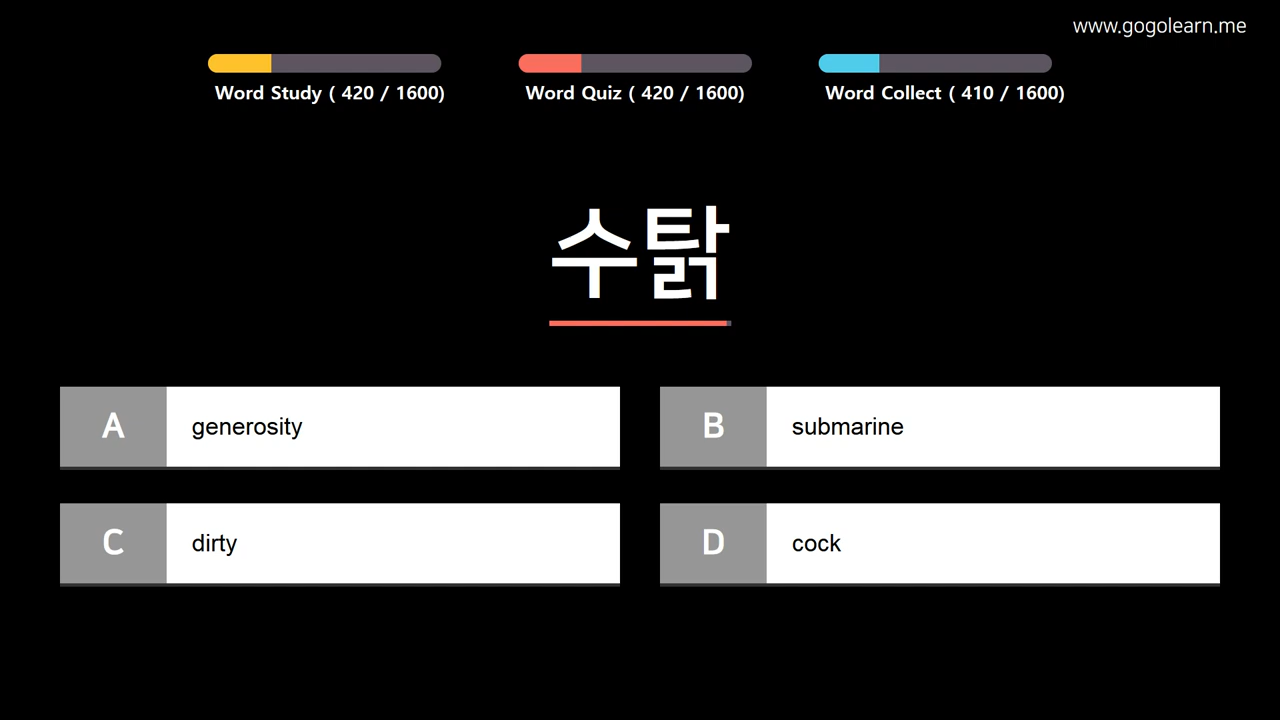 www.gogolearn.me
Word Study ( 420 / 1600)
Word Quiz ( 420 / 1600)
Word Collect ( 410 / 1600)
수탉
A generosity
B submarine
C dirty
D cock